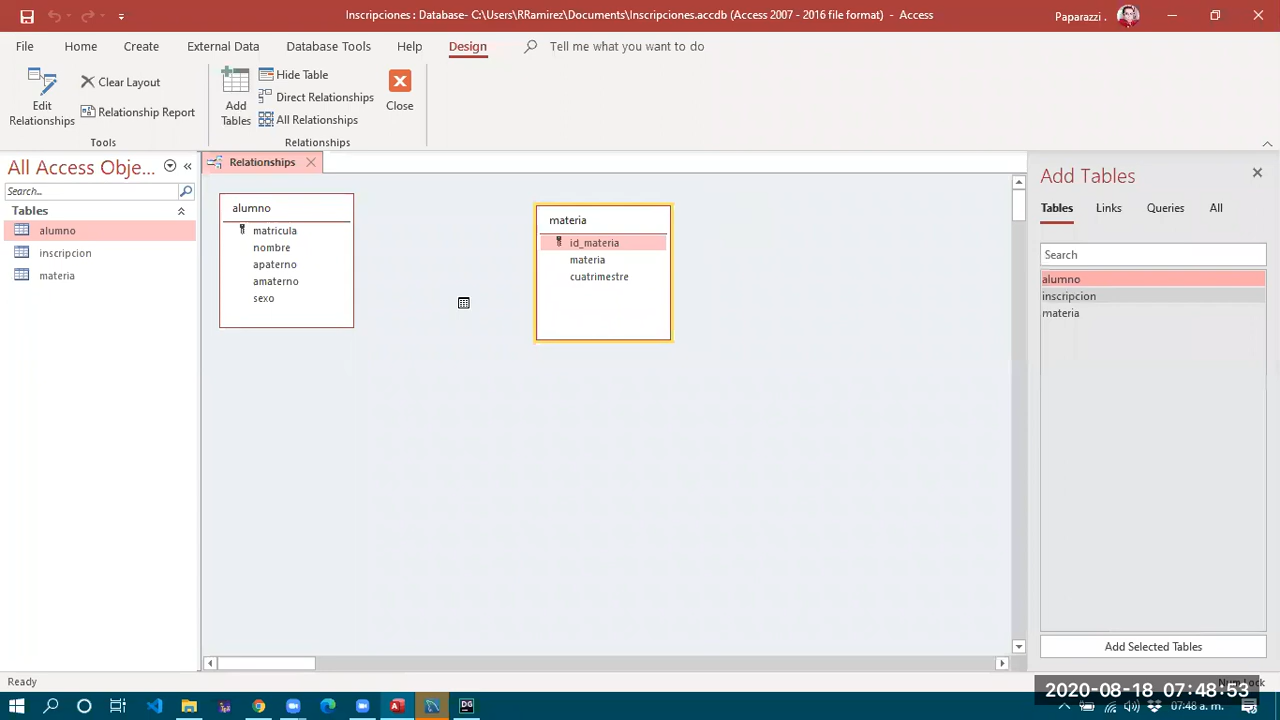 Inscripciones : Database- C:\Users\RRamirez\Documents\Inscripciones.accdb (Access 2007 - 2016 file format) - Access
Paparazzi .
File Home Create External Data Database Tools Help Design Tell me what you want to do
Edit Relationships
Clear Layout
Relationship Report
Tools
Add Tables
Hide Table
Direct Relationships
All Relationships
Close
Relationships
All Access Obje...
Search...
Tables
alumno
inscripcion
materia
Relationships
alumno
matricula
nombre
apaterno
amaterno
sexo
materia
id_materia
materia
cuatrimestre
Add Tables
Tables Links Queries All
Search
alumno
inscripcion
materia
Add Selected Tables
Ready
Num Lock
2020-08-18 07:48:53
07:48 a. m.